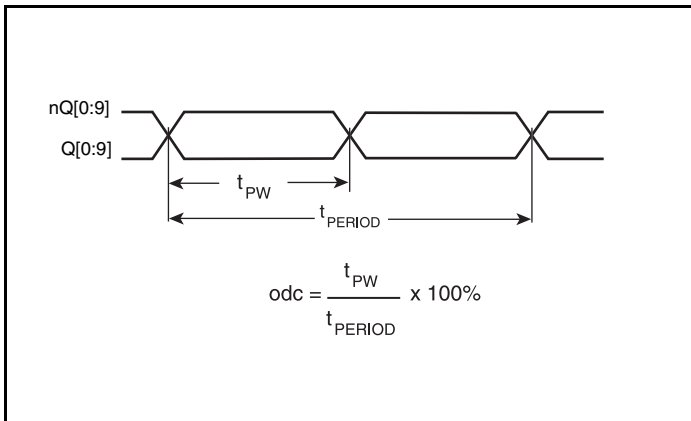 nQ[0:9]
Q[0:9]
tPW
tPERIOD
odc = tPW / tPERIOD x 100%